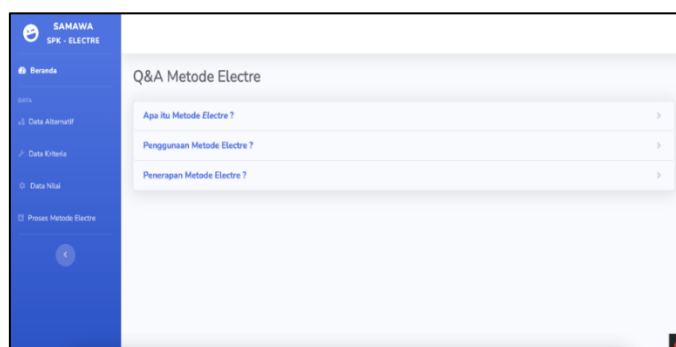 SAMAWA
SPK - ELECTRE
Beranda
DATA
Data Alternatif
Data Kriteria
Data Nilai
Proses Metode Electre
Q&A Metode Electre
Apa itu Metode Electre ?
Penggunaan Metode Electre ?
Penerapan Metode Electre ?